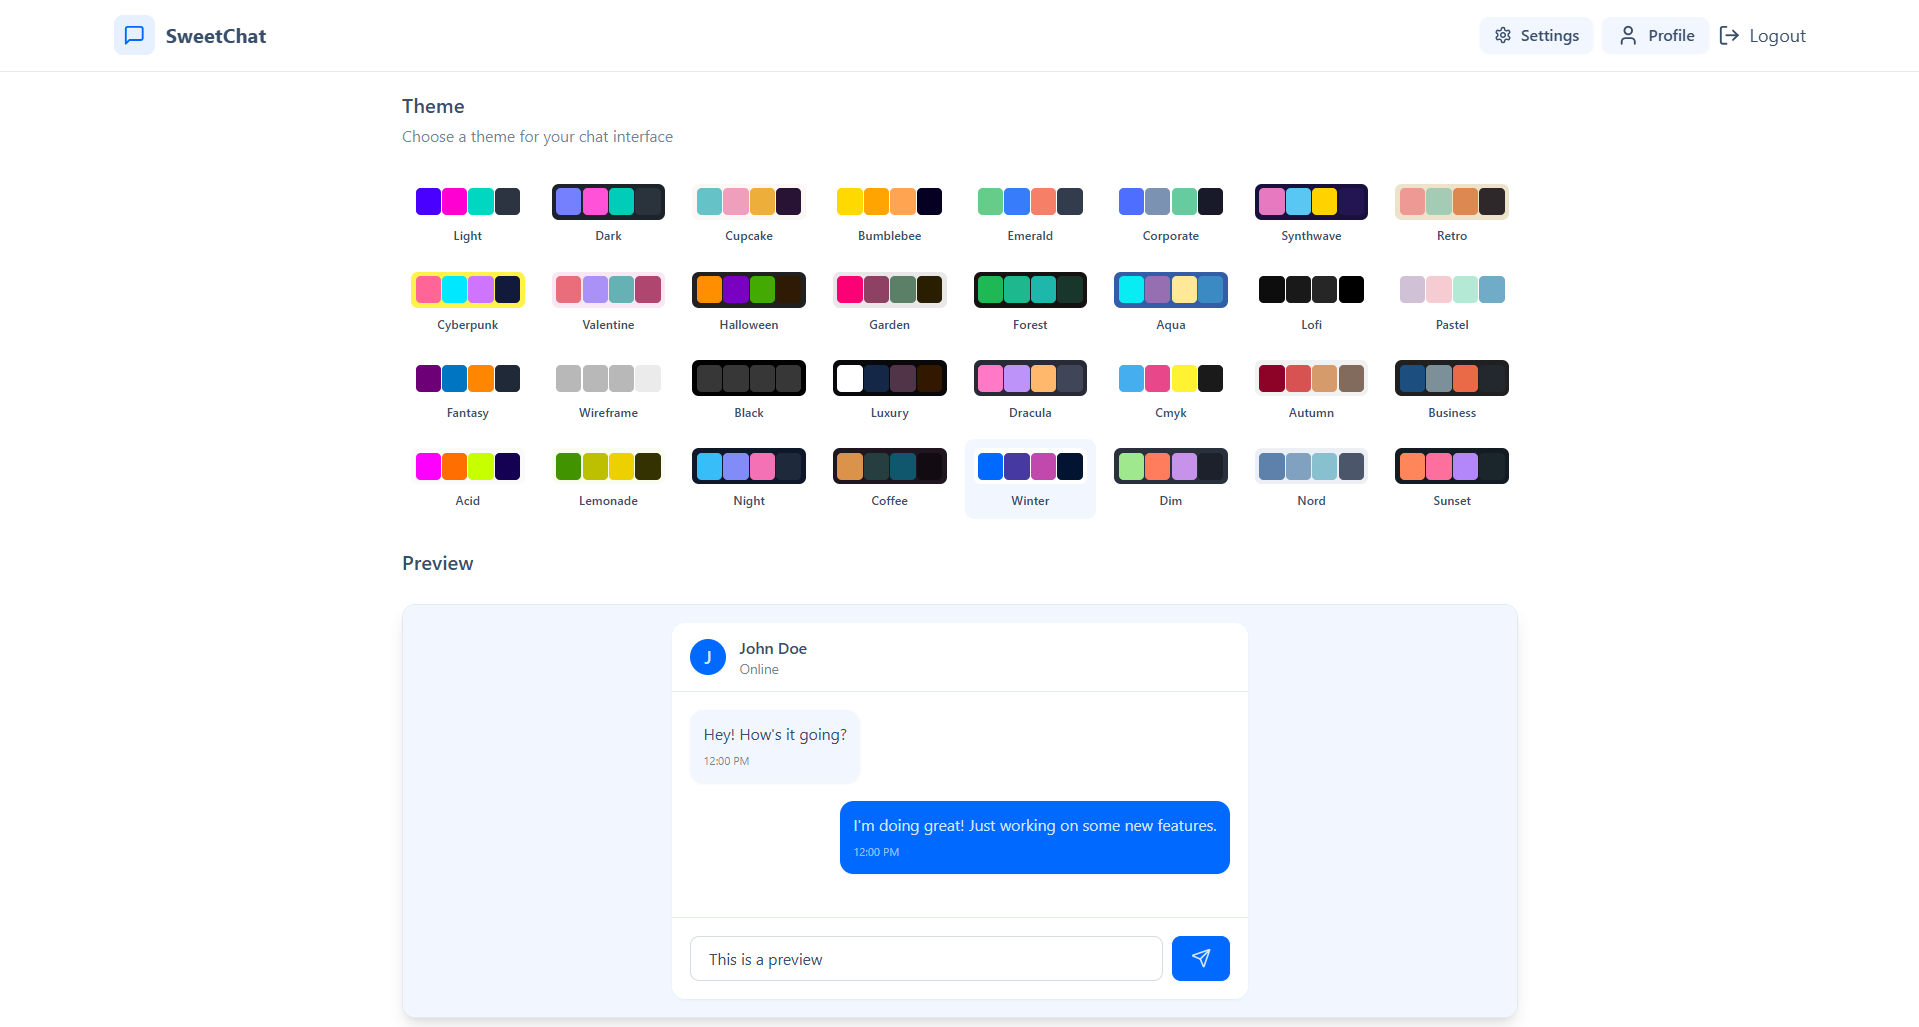 SweetChat
Settings Profile Logout
Theme
Choose a theme for your chat interface
Light Dark Cupcake Bumblebee Emerald Corporate Synthwave Retro
Cyberpunk Valentine Halloween Garden Forest Aqua Lofi Pastel
Fantasy Wireframe Black Luxury Dracula Cmyk Autumn Business
Acid Lemonade Night Coffee Winter Dim Nord Sunset
Preview
J
John Doe
Online
Hey! How's it going?
12:00 PM
I'm doing great! Just working on some new features.
12:00 PM
This is a preview